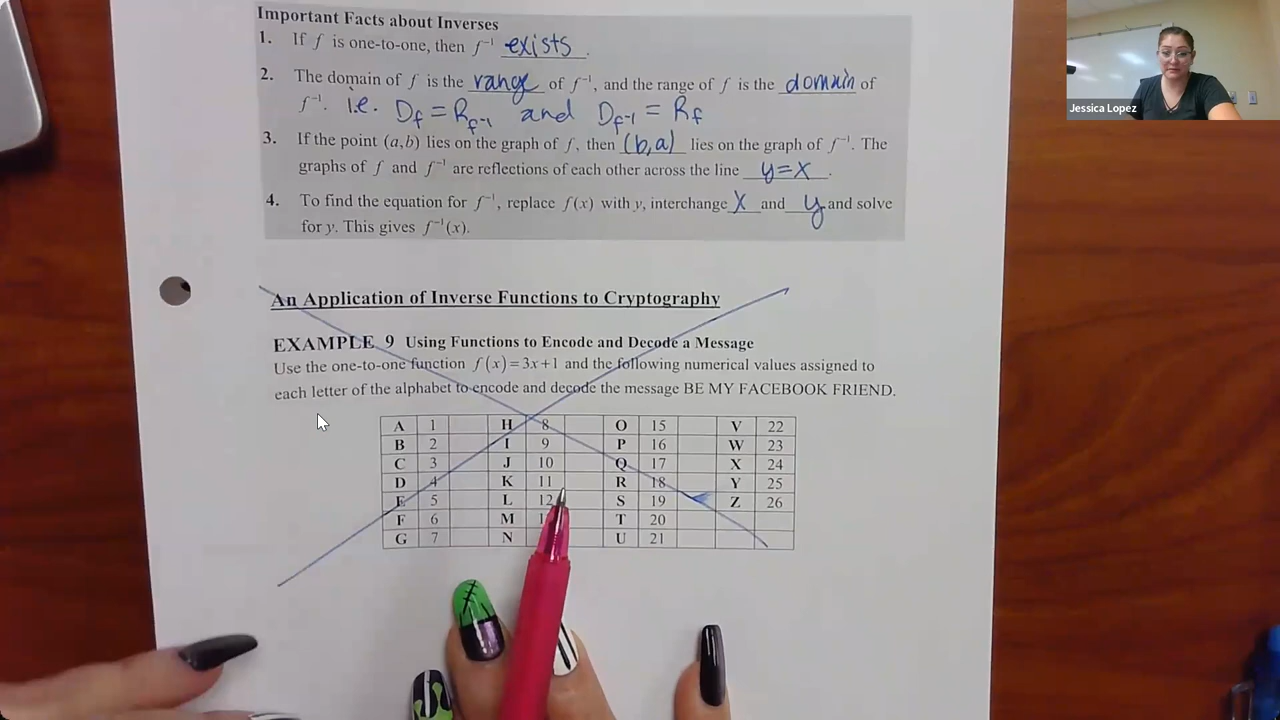 Important Facts about Inverses
1. If f is one-to-one, then f⁻¹ exists.
2. The domain of f is the range of f⁻¹, and the range of f is the domain of
f⁻¹. i.e. D_f = R_f⁻¹ and D_f⁻¹ = R_f
3. If the point (a,b) lies on the graph of f, then (b,a) lies on the graph of f⁻¹. The
graphs of f and f⁻¹ are reflections of each other across the line y=x.
4. To find the equation for f⁻¹, replace f(x) with y, interchange x and y and solve
for y. This gives f⁻¹(x).
An Application of Inverse Functions to Cryptography
EXAMPLE 9 Using Functions to Encode and Decode a Message
Use the one-to-one function f(x)=3x+1 and the following numerical values assigned to
each letter of the alphabet to encode and decode the message BE MY FACEBOOK FRIEND.
A 1 H 8 O 15 V 22
B 2 I 9 P 16 W 23
C 3 J 10 Q 17 X 24
D 4 K 11 R 18 Y 25
E 5 L 12 S 19 Z 26
F 6 M T 20
G 7 N U 21
Jessica Lopez